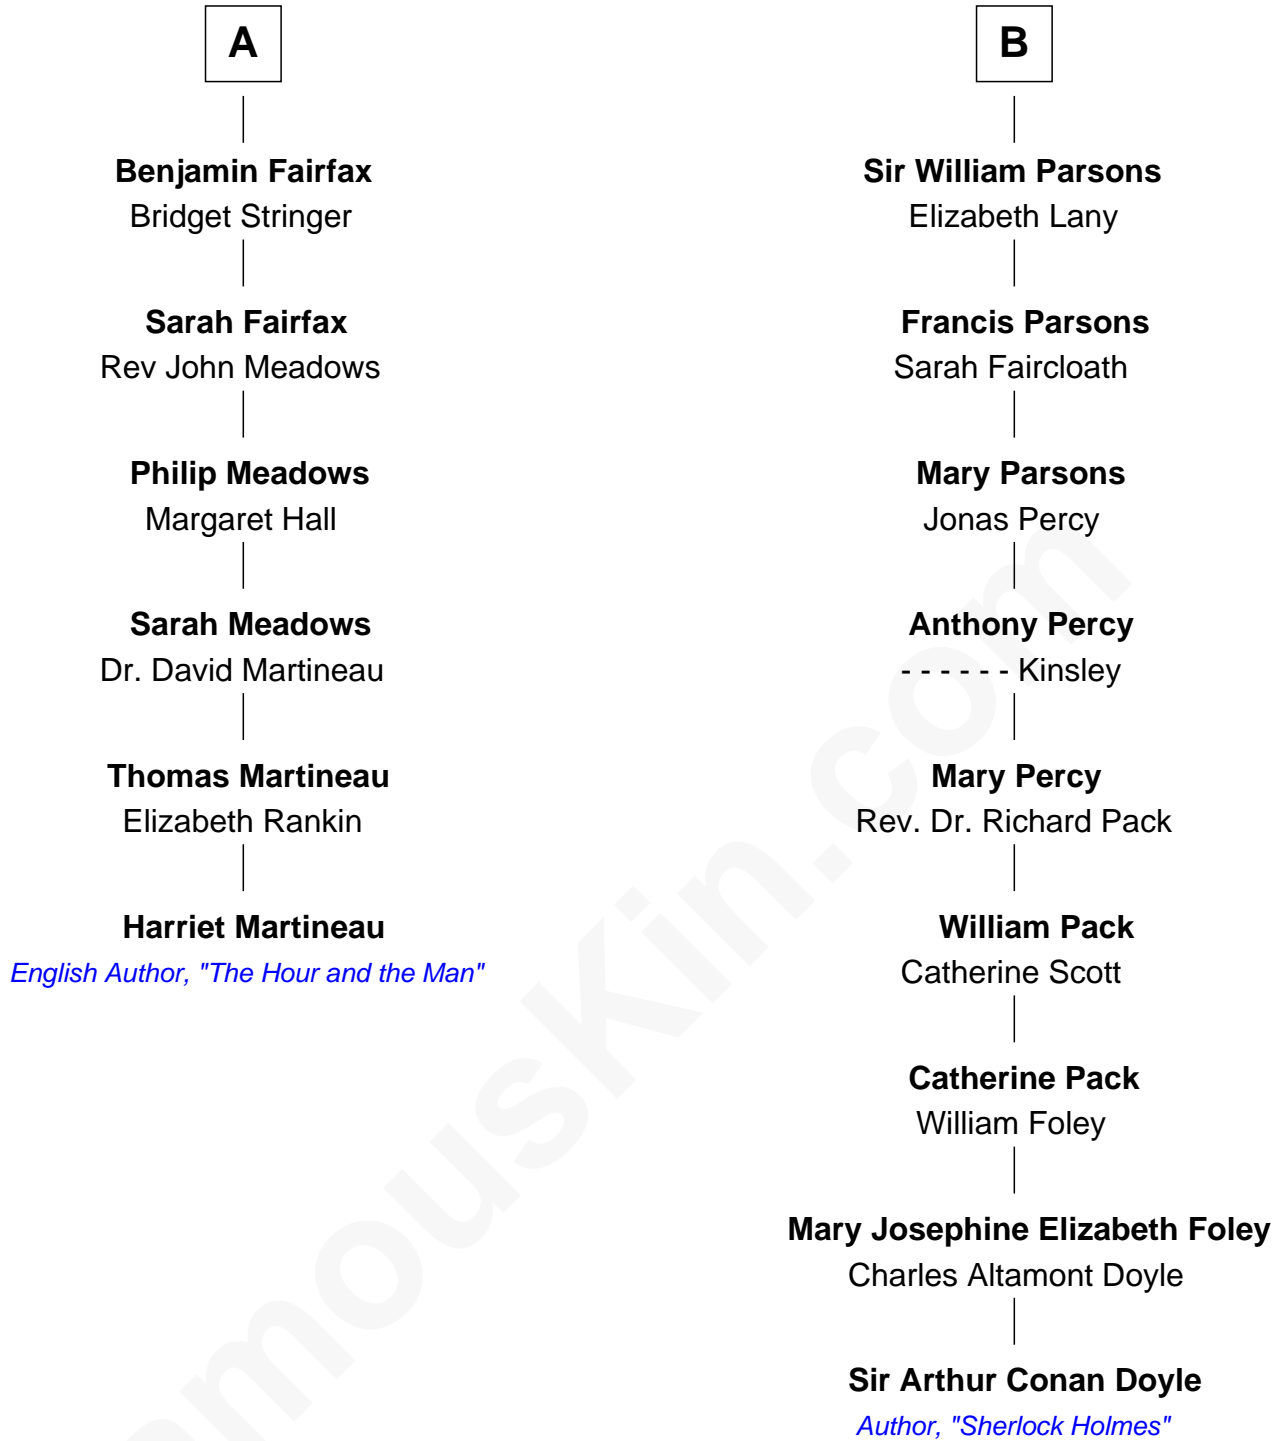 A
Benjamin Fairfax
Bridget Stringer
Sarah Fairfax
Rev John Meadows
Philip Meadows
Margaret Hall
Sarah Meadows
Dr. David Martineau
Thomas Martineau
Elizabeth Rankin
Harriet Martineau
English Author, "The Hour and the Man"
B
Sir William Parsons
Elizabeth Lany
Francis Parsons
Sarah Faircloath
Mary Parsons
Jonas Percy
Anthony Percy
- - - - - - Kinsley
Mary Percy
Rev. Dr. Richard Pack
William Pack
Catherine Scott
Catherine Pack
William Foley
Mary Josephine Elizabeth Foley
Charles Altamont Doyle
Sir Arthur Conan Doyle
Author, "Sherlock Holmes"
amousKin.com